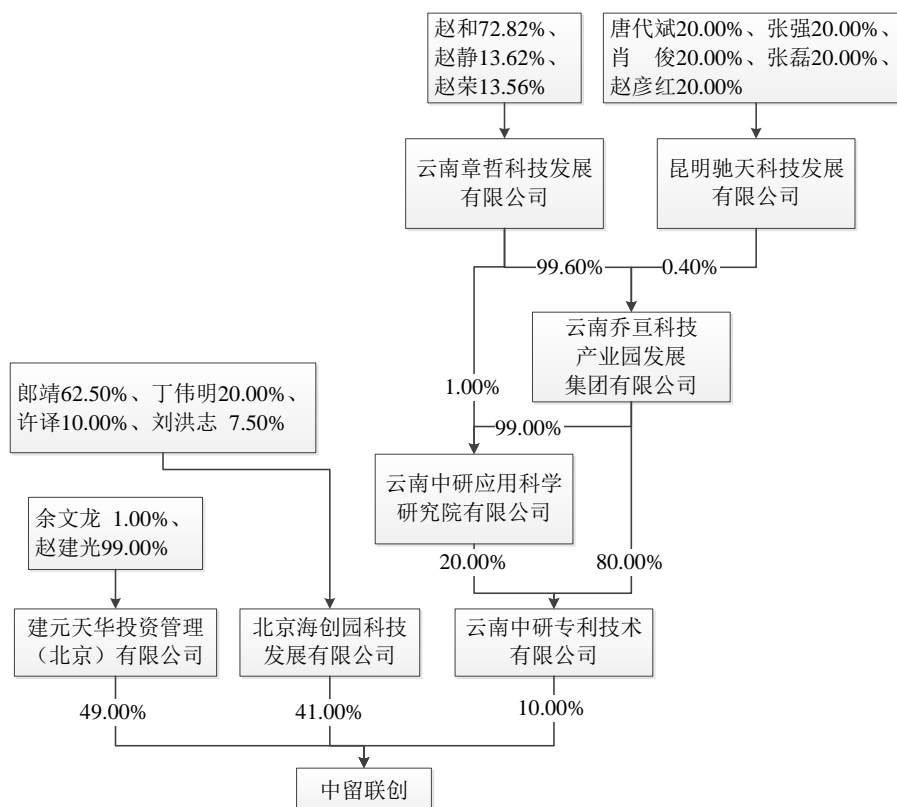 赵和72.82%、
赵静13.62%、
赵荣13.56%
唐代斌20.00%、张强20.00%、
肖　俊20.00%、张磊20.00%、
赵彦红20.00%
云南章哲科技发展
有限公司
昆明驰天科技发展
有限公司
99.60%
0.40%
云南乔亘科技
产业园发展
集团有限公司
1.00%
郎靖62.50%、丁伟明20.00%、
许译10.00%、刘洪志 7.50%
99.00%
云南中研应用科学
研究院有限公司
余文龙 1.00%、
赵建光99.00%
20.00%
80.00%
建元天华投资管理
（北京）有限公司
北京海创园科技
发展有限公司
云南中研专利技术
有限公司
49.00%
41.00%
10.00%
中留联创